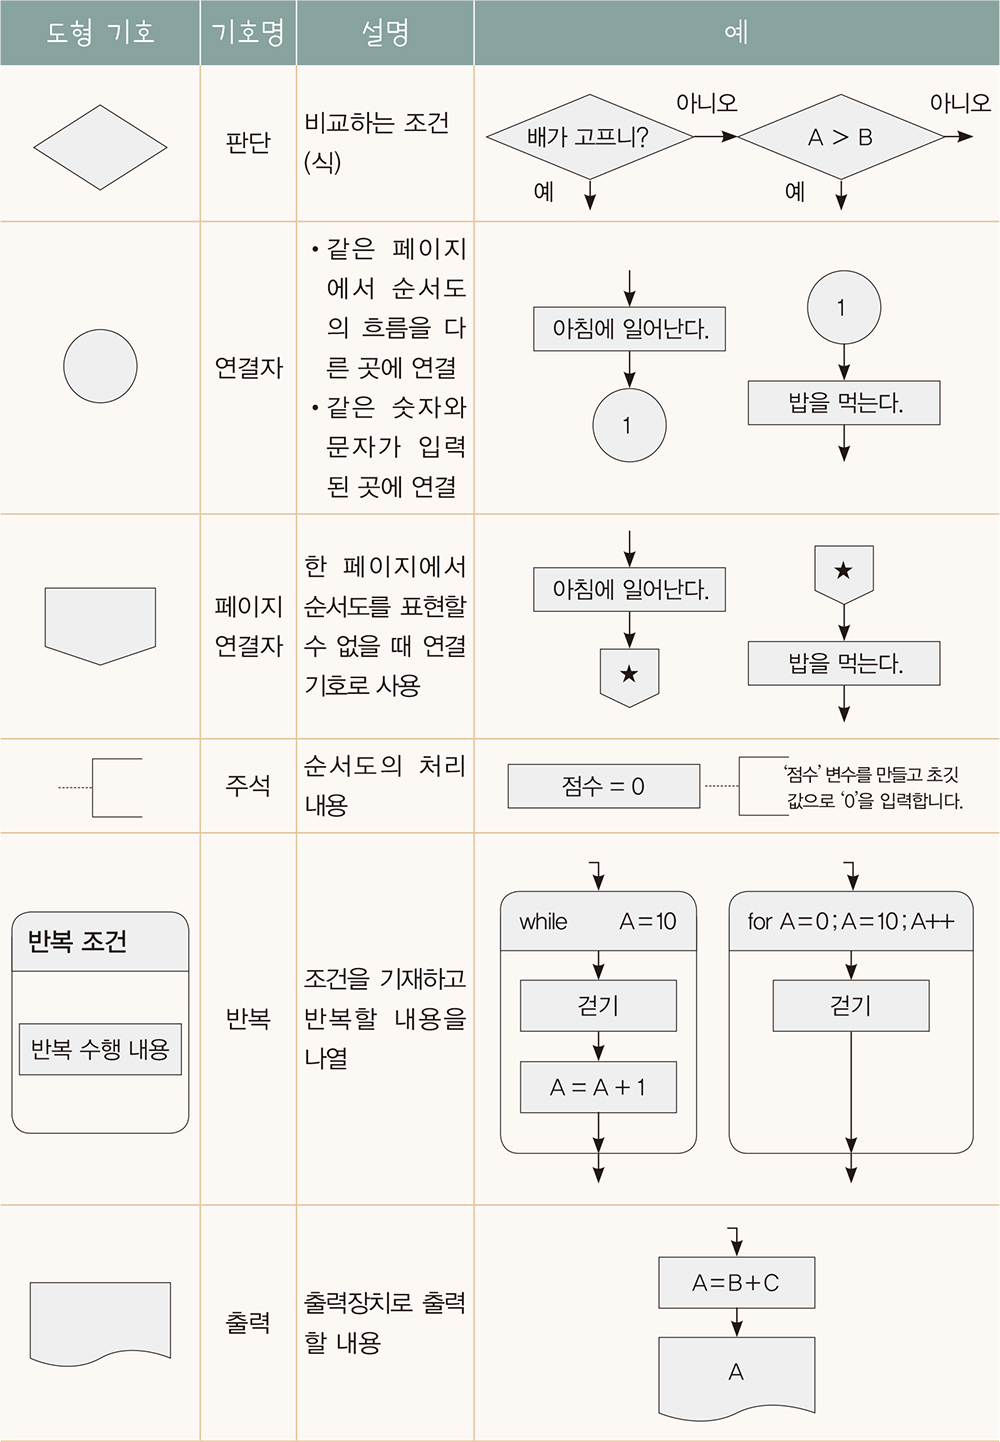 도형 기호 기호명 설명 예
판단
비교하는 조건
(식)
배가 고프니?
아니오
예
A > B
아니오
예
연결자
• 같은 페이지
에서 순서도
의 흐름을 다
른 곳에 연결
• 같은 숫자와
문자가 입력
된 곳에 연결
아침에 일어난다.
1
1
밥을 먹는다.
페이지
연결자
한 페이지에서
순서도를 표현할
수 없을 때 연결
기호로 사용
아침에 일어난다.
★
★
밥을 먹는다.
주석
순서도의 처리
내용
점수 = 0
‘점수’ 변수를 만들고 초깃
값으로 ‘0’을 입력합니다.
반복 조건
반복 수행 내용
반복
조건을 기재하고
반복할 내용을
나열
while A=10
걷기
A = A + 1
for A=0; A=10; A++
걷기
출력
출력장치로 출력
할 내용
A=B+C
A